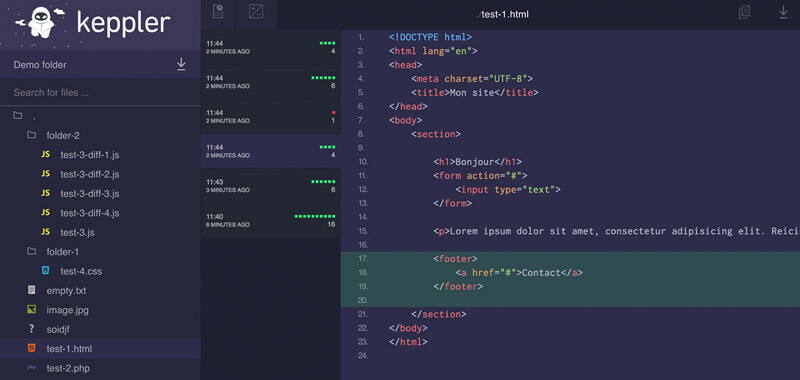 keppler
Demo folder
Search for files ...
.
folder-2
JS test-3-diff-1.js
JS test-3-diff-2.js
JS test-3-diff-3.js
JS test-3-diff-4.js
JS test-3.js
folder-1
test-4.css
empty.txt
image.jpg
? soidjf
test-1.html
test-2.php
11:44
2 MINUTES AGO 4
11:44
2 MINUTES AGO 6
11:44
2 MINUTES AGO 1
11:44
2 MINUTES AGO 4
11:43
3 MINUTES AGO 6
11:40
6 MINUTES AGO 16
./test-1.html
1. <!DOCTYPE html>
2. <html lang="en">
3. <head>
4. <meta charset="UTF-8">
5. <title>Mon site</title>
6. </head>
7. <body>
8. <section>
9.
10. <h1>Bonjour</h1>
11. <form action="#">
12. <input type="text">
13. </form>
14.
15. <p>Lorem ipsum dolor sit amet, consectetur adipisicing elit. Reici
16.
17. <footer>
18. <a href="#">Contact</a>
19. </footer>
20.
21. </section>
22. </body>
23. </html>
24.